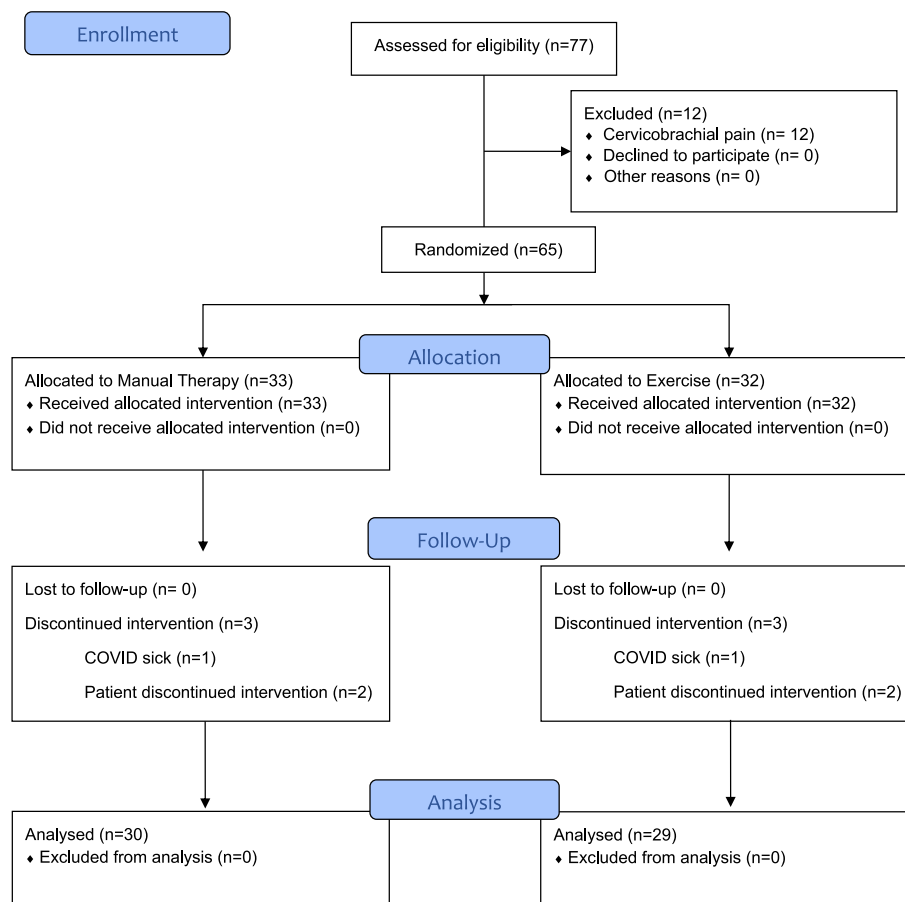 Enrollment
Assessed for eligibility (n=77)
Excluded (n=12)
♦ Cervicobrachial pain (n= 12)
♦ Declined to participate (n= 0)
♦ Other reasons (n= 0)
Randomized (n=65)
Allocation
Allocated to Manual Therapy (n=33)
♦ Received allocated intervention (n=33)
♦ Did not receive allocated intervention (n=0)
Allocated to Exercise (n=32)
♦ Received allocated intervention (n=32)
♦ Did not receive allocated intervention (n=0)
Follow-Up
Lost to follow-up (n= 0)
Discontinued intervention (n=3)
COVID sick (n=1)
Patient discontinued intervention (n=2)
Lost to follow-up (n= 0)
Discontinued intervention (n=3)
COVID sick (n=1)
Patient discontinued intervention (n=2)
Analysis
Analysed (n=30)
♦ Excluded from analysis (n=0)
Analysed (n=29)
♦ Excluded from analysis (n=0)